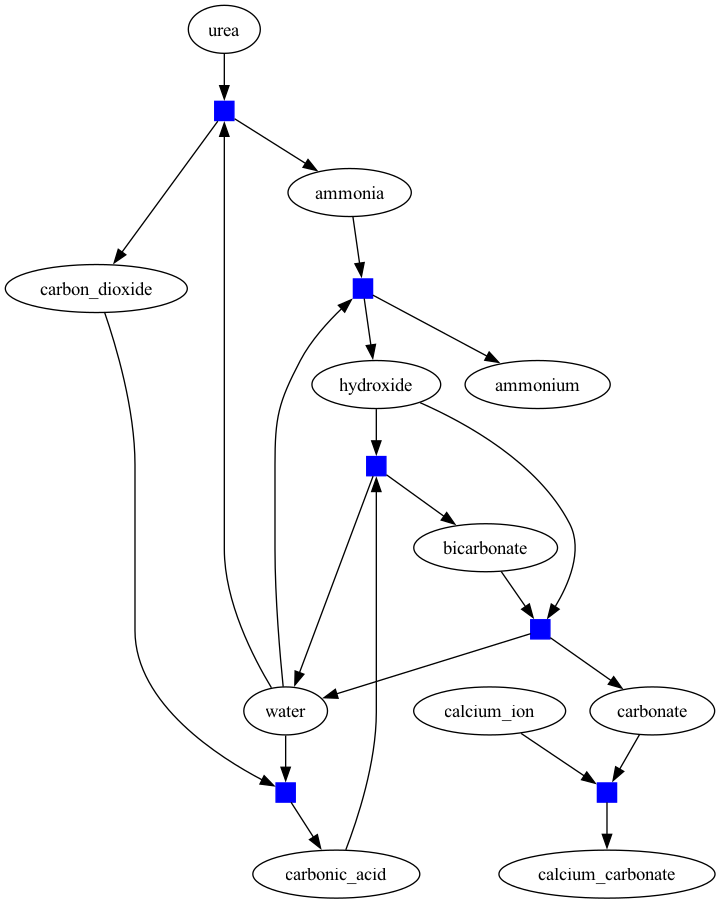 urea
ammonia
carbon_dioxide
hydroxide
ammonium
bicarbonate
water
calcium_ion
carbonate
carbonic_acid
calcium_carbonate